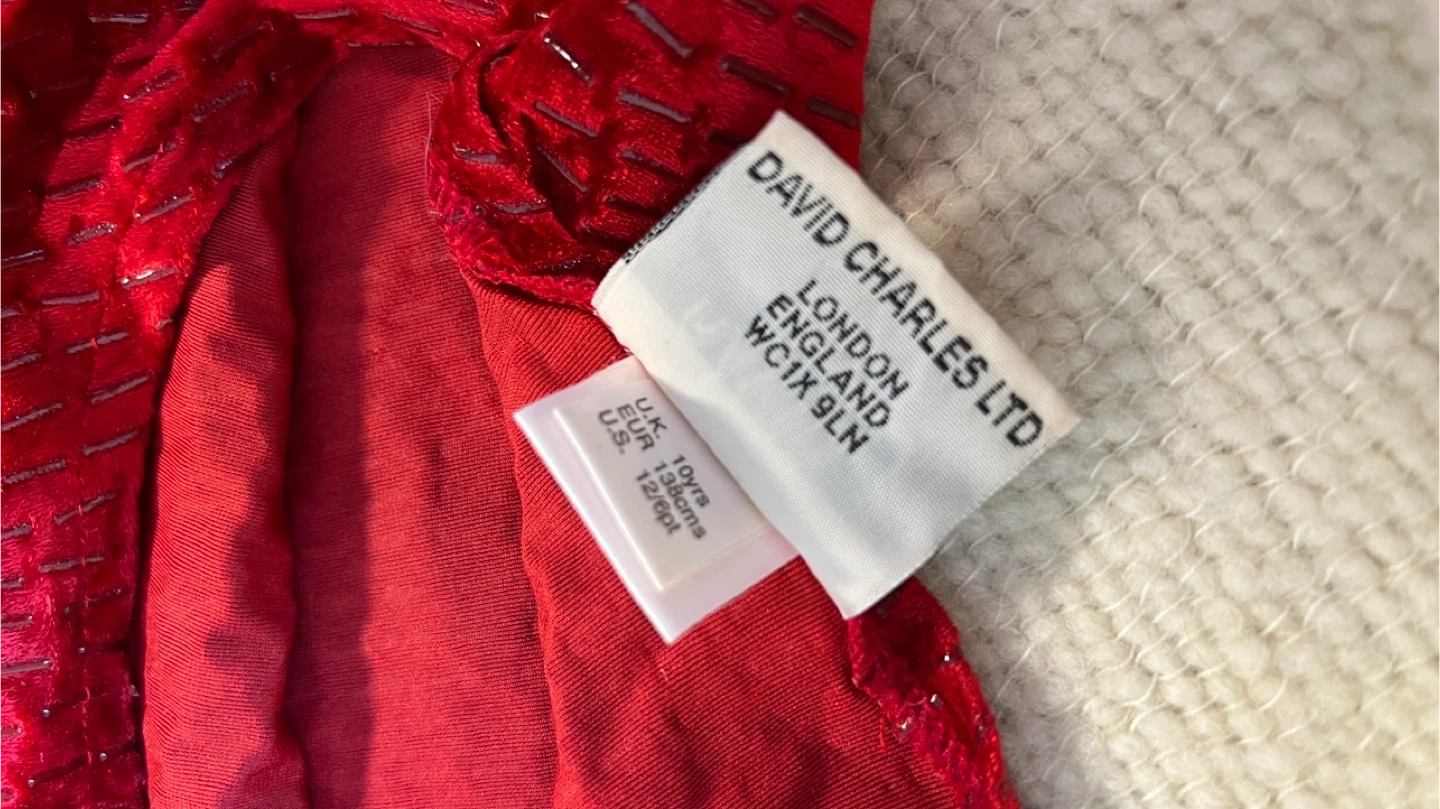 DAVID CHARLES LTD
LONDON
ENGLAND
WC1X 9LN
U.K. 10yrs
EUR 138cms
U.S. 12/6pt